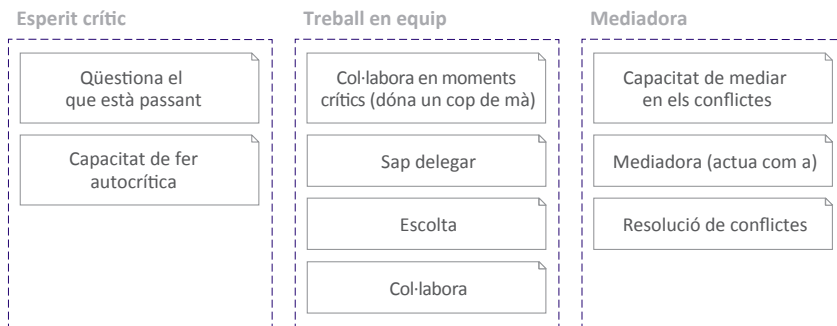 Esperit crític
Qüestiona el
que està passant
Capacitat de fer
autocrítica
Treball en equip
Col·labora en moments
crítics (dóna un cop de mà)
Sap delegar
Escolta
Col·labora
Mediadora
Capacitat de mediar
en els conflictes
Mediadora (actua com a)
Resolució de conflictes